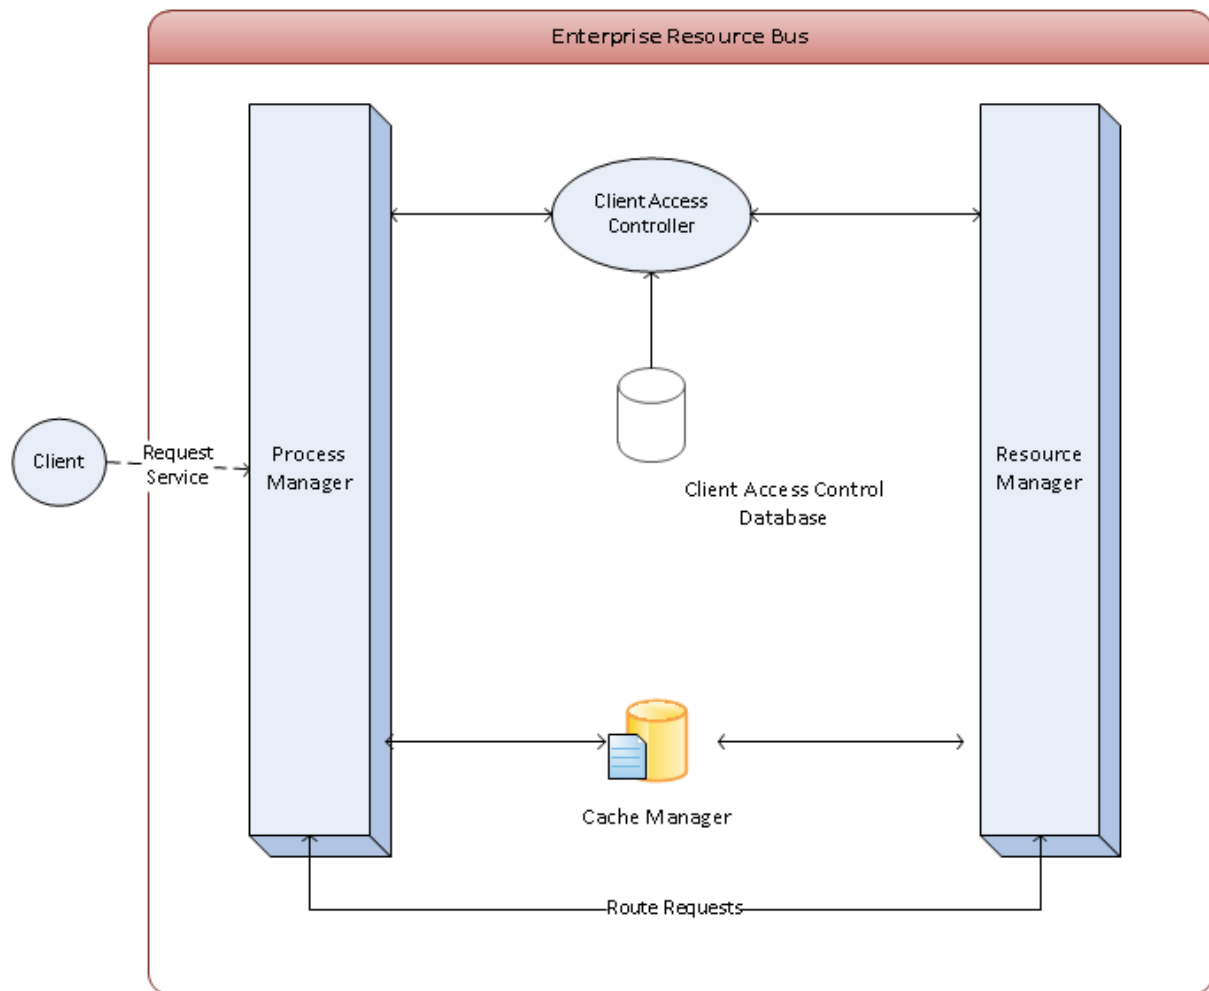 Enterprise Resource Bus
Client Access
Controller
Client
Request
Service
Process
Manager
Resource
Manager
Client Access Control
Database
Cache Manager
Route Requests